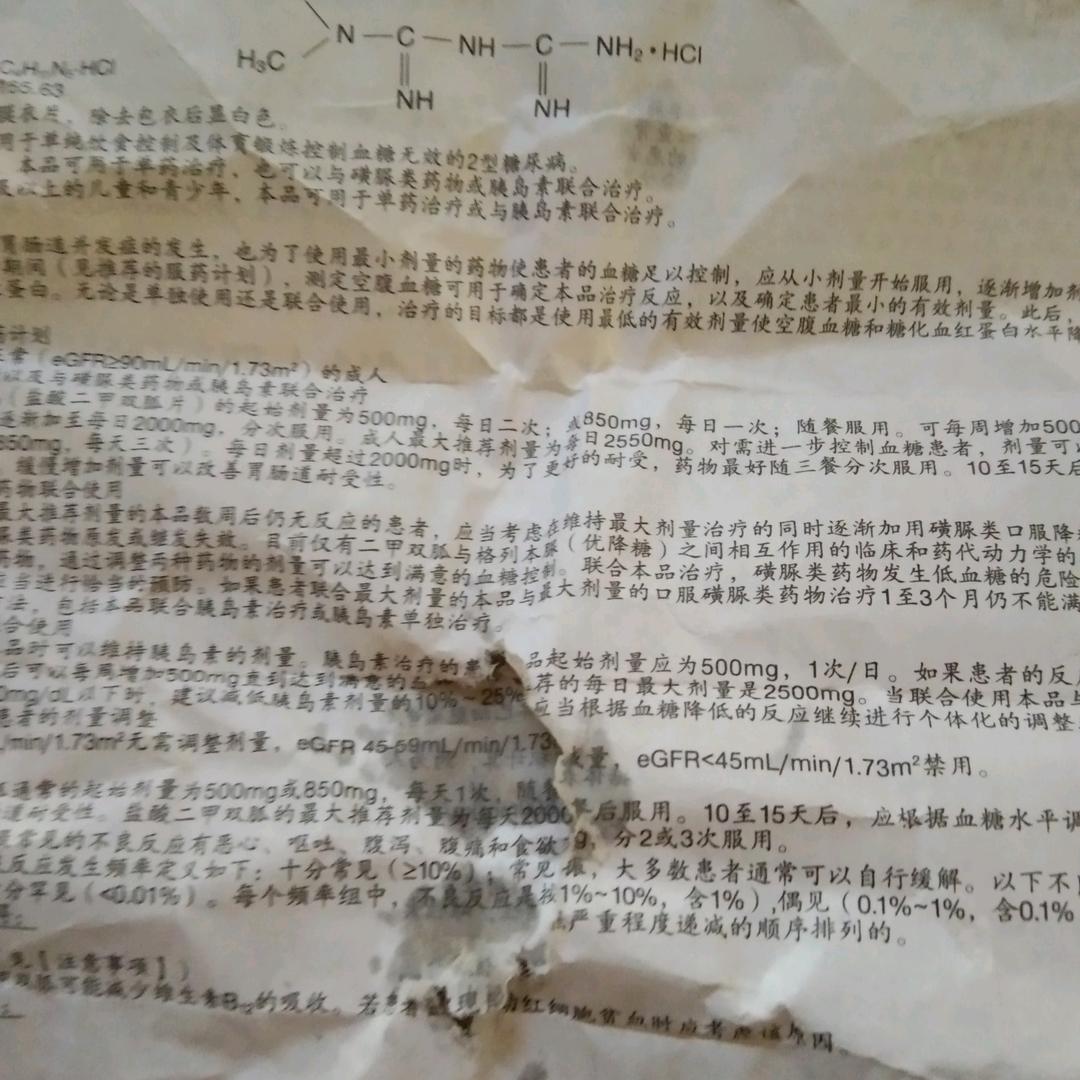 N—C—NH—C—NH₂·HCl
H₃C
NH NH
165.63
膜衣片，除去包衣后显白色。
用于单纯饮食控制及体育锻炼控制血糖无效的2型糖尿病。
本品可用于单药治疗，也可以与磺脲类药物或胰岛素联合治疗。
及以上的儿童和青少年，本品可用于单药治疗或与胰岛素联合治疗。
胃肠道并发症的发生，也为了使用最小剂量的药物使患者的血糖足以控制，应从小剂量开始服用，逐渐增加剂
期间（见推荐的服药计划），测定空腹血糖可用于确定本品治疗反应，以及确定患者最小的有效剂量。此后，
蛋白。无论是单独使用还是联合使用，治疗的目标都是使用最低的有效剂量使空腹血糖和糖化血红蛋白水平降
药计划
正常（eGFR≥90mL/min/1.73m²）的成人
以及与磺脲类药物或胰岛素联合治疗
（盐酸二甲双胍片）的起始剂量为500mg，每日二次；或850mg，每日一次；随餐服用。可每周增加500
逐渐加至每日2000mg，分次服用。成人最大推荐剂量为每日2550mg。对需进一步控制血糖患者，剂量可以
850mg，每天三次）。每日剂量超过2000mg时，为了更好的耐受，药物最好随三餐分次服用。10至15天后
缓慢增加剂量可以改善胃肠道耐受性。
药物联合使用
最大推荐剂量的本品数周后仍无反应的患者，应当考虑在维持最大剂量治疗的同时逐渐加用磺脲类口服降
脲类药物原发或继发失效。目前仅有二甲双胍与格列本脲（优降糖）之间相互作用的临床和药代动力学的
药物，通过调整两种药物的剂量可以达到满意的血糖控制。联合本品治疗，磺脲类药物发生低血糖的危险
应当进行恰当的预防。如果患者联合最大剂量的本品与最大剂量的口服磺脲类药物治疗1至3个月仍不能满
方法，包括本品联合胰岛素治疗或胰岛素单独治疗。
合使用
品时可以维持胰岛素的剂量。胰岛素治疗的患 品起始剂量应为500mg，1次/日。如果患者的反
后可以每周增加500mg直到达到满意的血 荐的每日最大剂量是2500mg。当联合使用本品与
0mg/dL以下时，建议减低胰岛素剂量的10%~25% 应当根据血糖降低的反应继续进行个体化的调整
患者的剂量调整
/min/1.73m²无需调整剂量，eGFR 45-59mL/min/1.73 减量，eGFR<45mL/min/1.73m²禁用。
通常的起始剂量为500mg或850mg，每天1次，随餐 餐后服用。10至15天后，应根据血糖水平调
道耐受性。盐酸二甲双胍的最大推荐剂量为每天2000 g，分2或3次服用。
最常见的不良反应有恶心、呕吐、腹泻、腹痛和食欲 振，大多数患者通常可以自行缓解。以下不
反应发生频率定义如下：十分常见（≥10%），常见 1%~10%，含1%）,偶见（0.1%~1%，含0.1%
分罕见（<0.01%）。每个频率组中，不良反应是按 严重程度递减的顺序排列的。
见【注意事项】）
双胍可能减少维生素B₁₂的吸收。若患者出现 红细胞贫血时应考虑该原因。